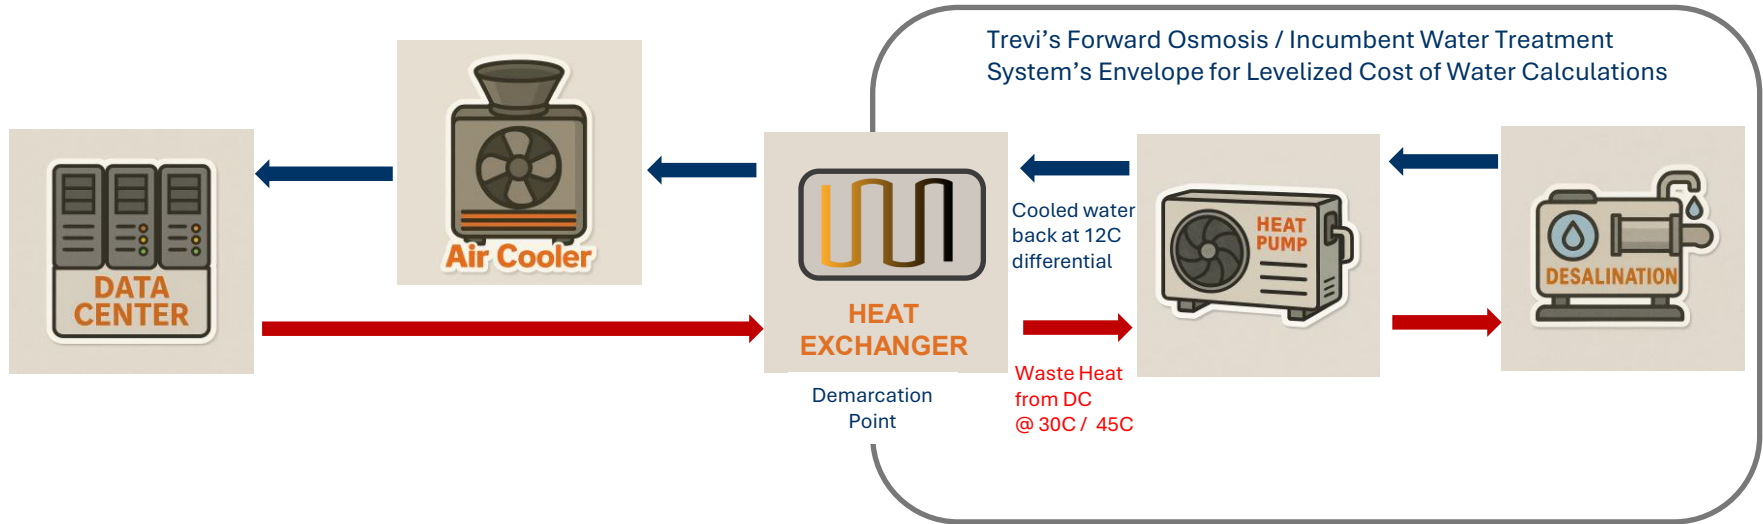 Trevi’s Forward Osmosis / Incumbent Water Treatment
System’s Envelope for Levelized Cost of Water Calculations
DATA
CENTER
Air Cooler
HEAT
EXCHANGER
Demarcation
Point
Cooled water
back at 12C
differential
Waste Heat
from DC
@ 30C / 45C
HEAT
PUMP
DESALINATION